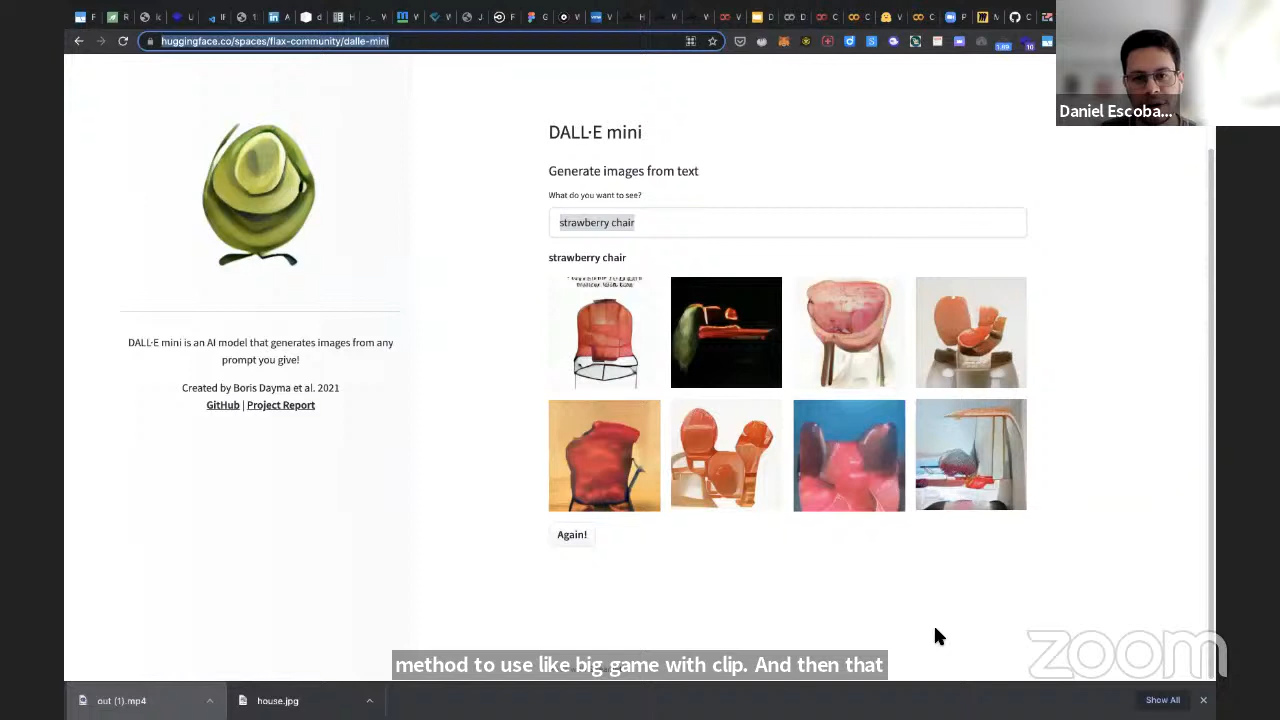 huggingface.co/spaces/flax-community/dalle-mini
1.69
10
Daniel Escoba...
DALL·E mini
Generate images from text
What do you want to see?
strawberry chair
strawberry chair
DALL·E mini is an AI model that generates images from any
prompt you give!
Created by Boris Dayma et al. 2021
GitHub | Project Report
Again!
zoom
method to use like big game with clip. And then that
out (1).mp4
house.jpg
Show All